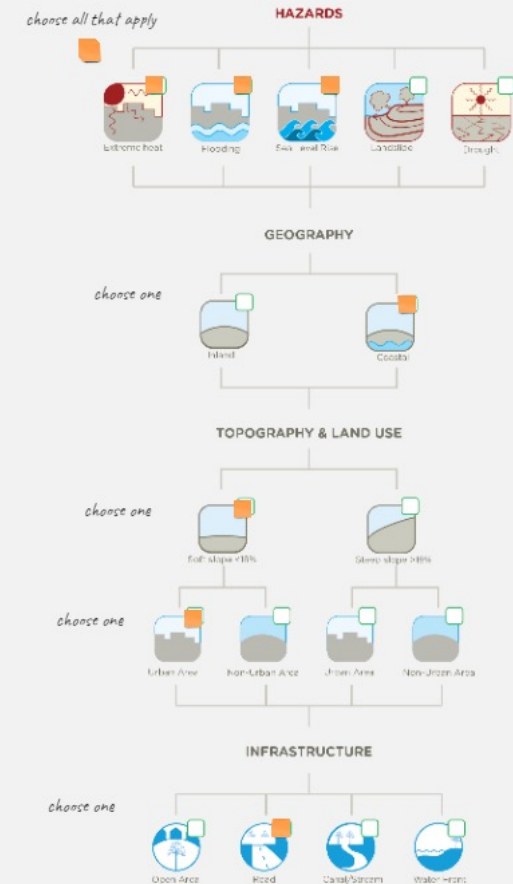 HAZARDS
choose all that apply
Extreme heat
Flooding
Sea Level Rise
Landslide
Drought
GEOGRAPHY
choose one
Inland
Coastal
TOPOGRAPHY & LAND USE
choose one
Soft slope <18%
Steep slope >18%
choose one
Urban Area
Non-Urban Area
Urban Area
Non-Urban Area
INFRASTRUCTURE
choose one
Open Area
Road
Canal/Stream
Water Front